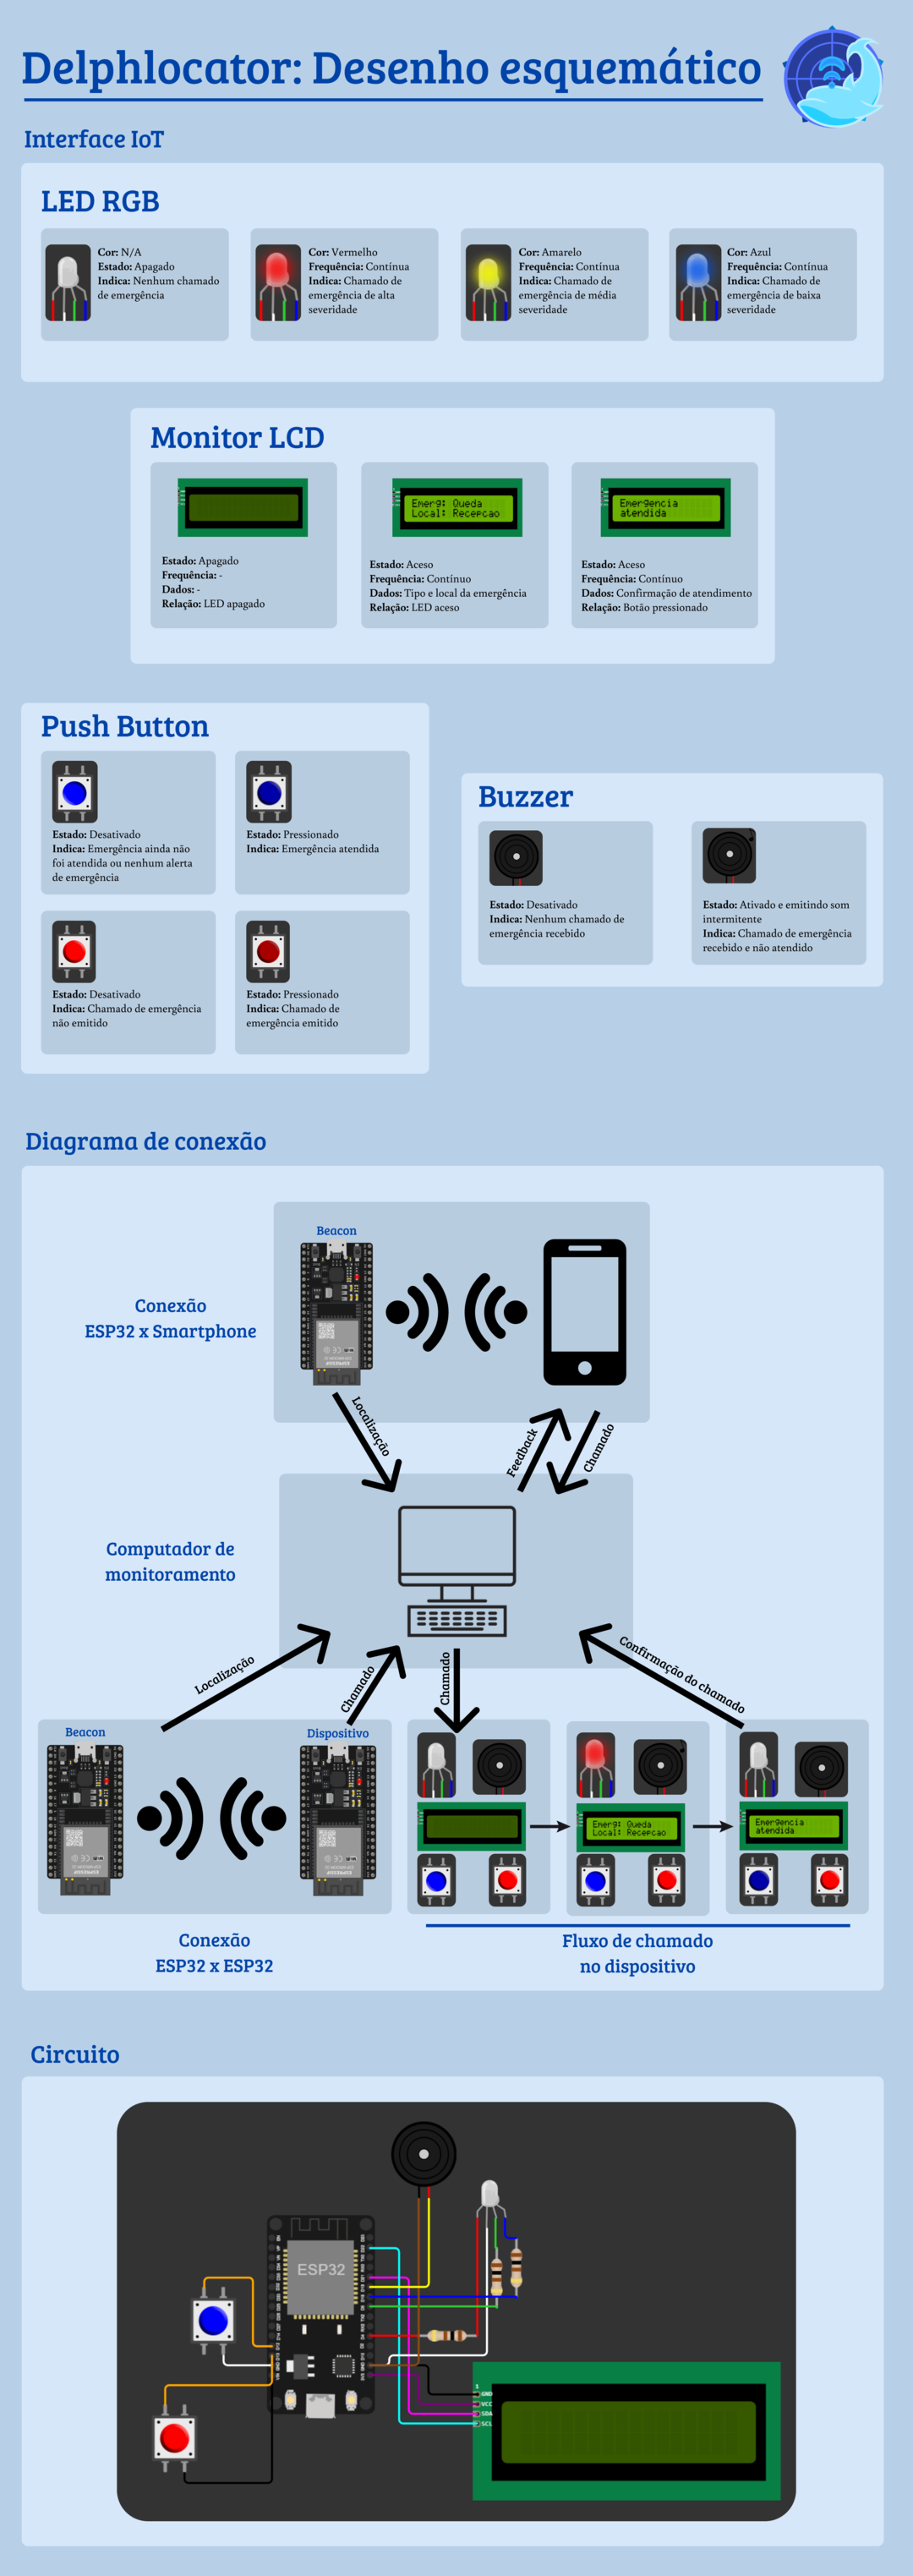 Delphlocator: Desenho esquemático
Interface IoT
LED RGB
Cor: N/A
Estado: Apagado
Indica: Nenhum chamado
de emergência
Cor: Vermelho
Frequência: Contínua
Indica: Chamado de
emergência de alta
severidade
Cor: Amarelo
Frequência: Contínua
Indica: Chamado de
emergência de média
severidade
Cor: Azul
Frequência: Contínua
Indica: Chamado de
emergência de baixa
severidade
Monitor LCD
Estado: Apagado
Frequência: -
Dados: -
Relação: LED apagado
Emerg: Queda
Local: Recepcao
Estado: Aceso
Frequência: Contínuo
Dados: Tipo e local da emergência
Relação: LED aceso
Emergencia
atendida
Estado: Aceso
Frequência: Contínuo
Dados: Confirmação de atendimento
Relação: Botão pressionado
Push Button
Estado: Desativado
Indica: Emergência ainda não
foi atendida ou nenhum alerta
de emergência
Estado: Pressionado
Indica: Emergência atendida
Estado: Desativado
Indica: Chamado de emergência
não emitido
Estado: Pressionado
Indica: Chamado de
emergência emitido
Buzzer
Estado: Desativado
Indica: Nenhum chamado de
emergência recebido
Estado: Ativado e emitindo som
intermitente
Indica: Chamado de emergência
recebido e não atendido
Diagrama de conexão
Beacon
Conexão
ESP32 x Smartphone
Localização
Feedback
Chamado
Computador de
monitoramento
Localização
Chamado
Chamado
Confirmação do chamado
Beacon
Dispositivo
Emerg: Queda
Local: Recepcao
Emergencia
atendida
Conexão
ESP32 x ESP32
Fluxo de chamado
no dispositivo
Circuito
ESP32
1
GND
VCC
SDA
SCL